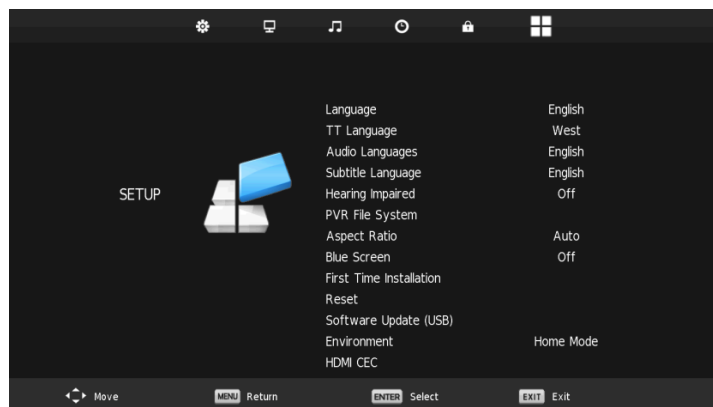 Language English
TT Language West
Audio Languages English
Subtitle Language English
SETUP Hearing Impaired Off
PVR File System
Aspect Ratio Auto
Blue Screen Off
First Time Installation
Reset
Software Update (USB)
Environment Home Mode
HDMI CEC
Move MENU Return ENTER Select EXIT Exit